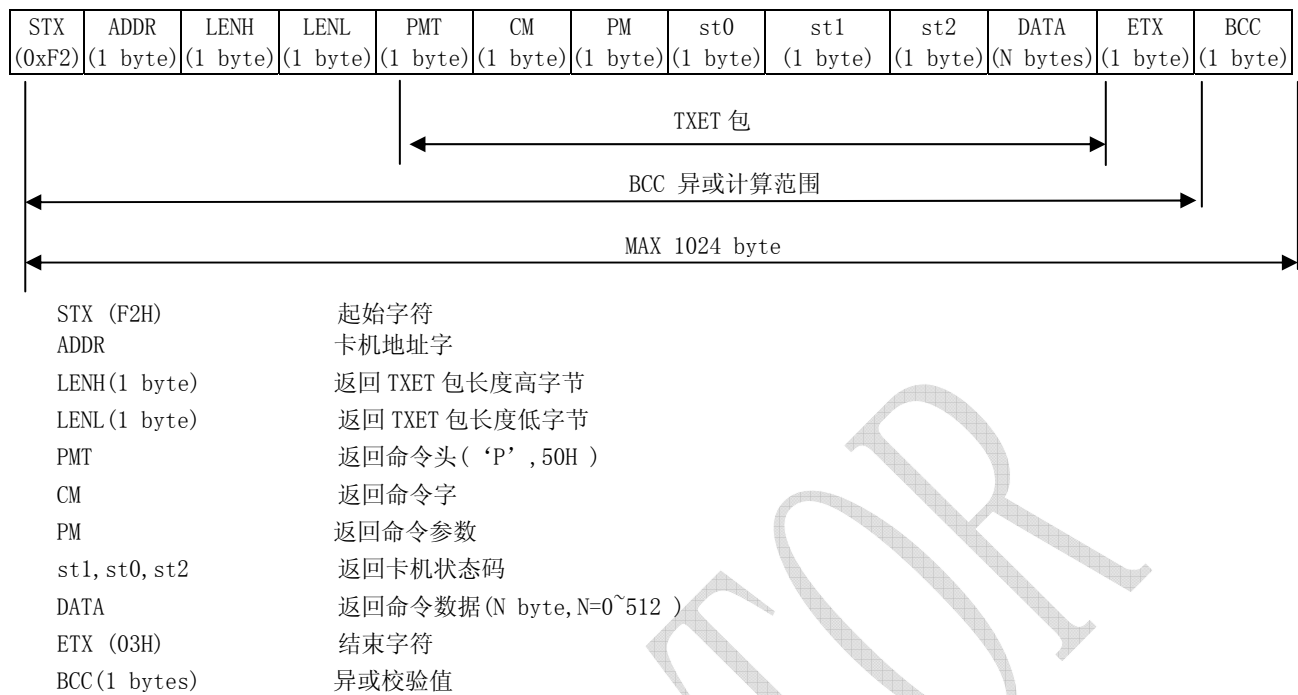 STX ADDR LENH LENL PMT CM PM st0 st1 st2 DATA ETX BCC
(0xF2) (1 byte) (1 byte) (1 byte) (1 byte) (1 byte) (1 byte) (1 byte) (1 byte) (1 byte) (N bytes) (1 byte) (1 byte)
TXET 包
BCC 异或计算范围
MAX 1024 byte
STX (F2H) 起始字符
ADDR 卡机地址字
LENH(1 byte) 返回 TXET 包长度高字节
LENL(1 byte) 返回 TXET 包长度低字节
PMT 返回命令头(‘P’,50H )
CM 返回命令字
PM 返回命令参数
st1,st0,st2 返回卡机状态码
DATA 返回命令数据(N byte,N=0~512 )
ETX (03H) 结束字符
BCC(1 bytes) 异或校验值